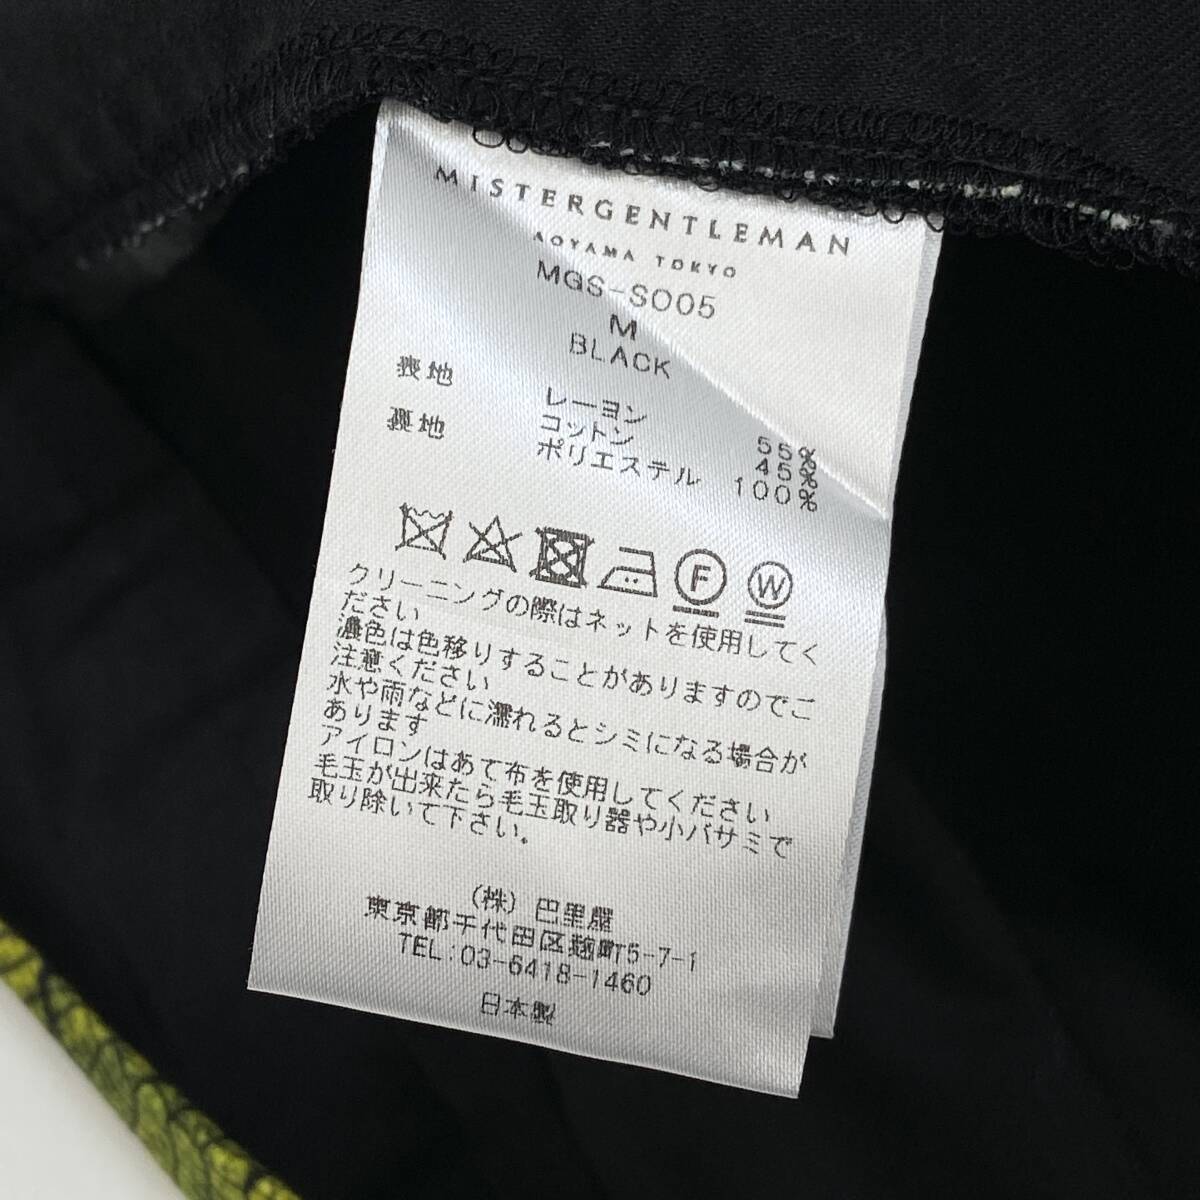 MISTERGENTLEMAN
AOYAMA TOKYO
MGS-SO05
M
BLACK
表地 レーヨン 55%
コットン 45%
裏地 ポリエステル 100%
F W
クリーニングの際はネットを使用してく
ださい
濃色は色移りすることがありますのでご
注意ください
水や雨などに濡れるとシミになる場合が
あります
アイロンはあて布を使用してください
毛玉が出来たら毛玉取り器や小バサミで
取り除いて下さい。
(株) 巴里屋
東京都千代田区麹町5-7-1
TEL:03-6418-1460
日本製